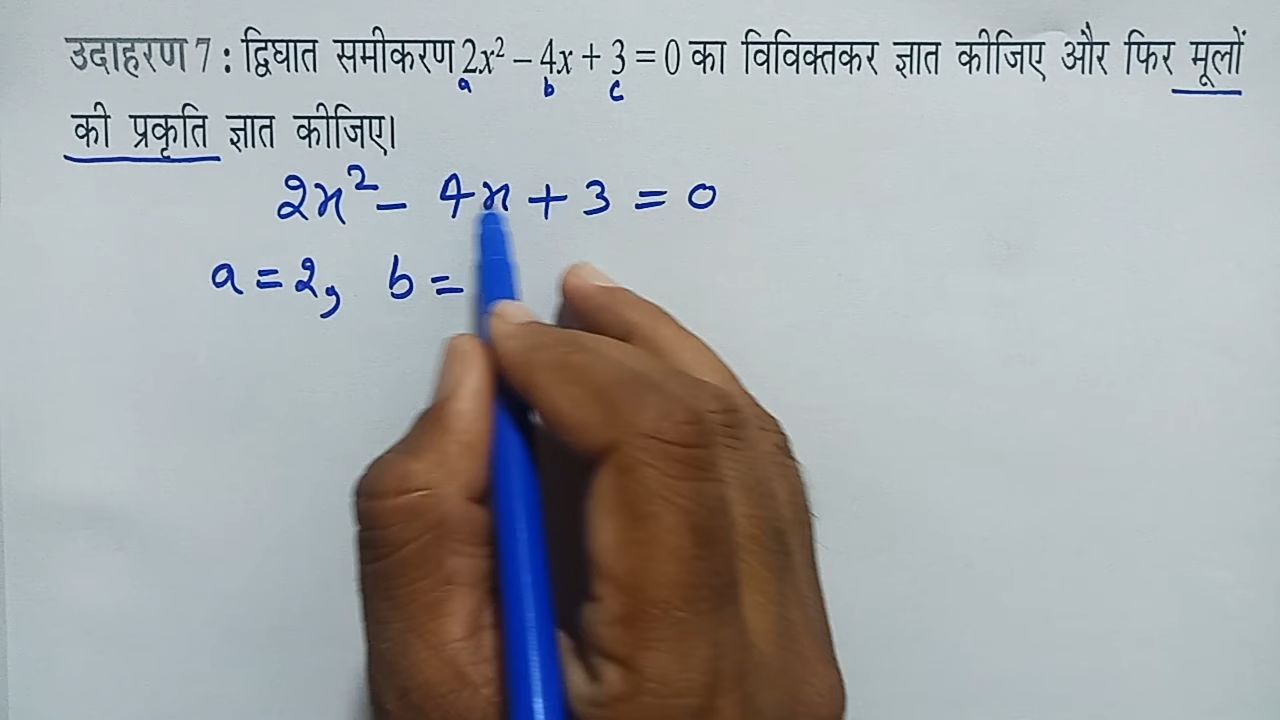 उदाहरण 7 : द्विघात समीकरण 2x² – 4x + 3 = 0 का विविक्तकर ज्ञात कीजिए और फिर मूलों
a b c
की प्रकृति ज्ञात कीजिए।
2x² - 4x + 3 = 0
a = 2, b =